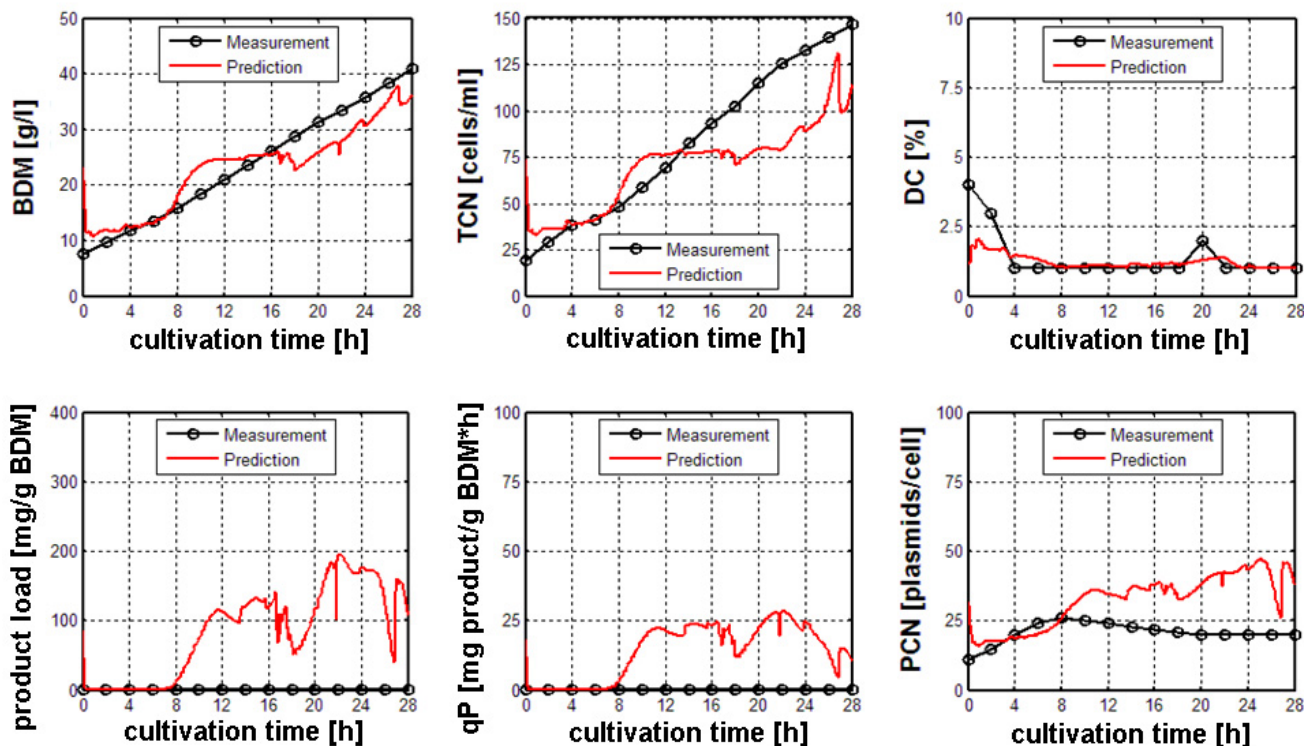 50
40
30
20
10
0
BDM [g/l]
Measurement
Prediction
0 4 8 12 16 20 24 28
cultivation time [h]
150
125
100
75
50
25
0
TCN [cells/ml]
Measurement
Prediction
0 4 8 12 16 20 24 28
cultivation time [h]
10
7.5
5
2.5
0
DC [%]
Measurement
Prediction
0 4 8 12 16 20 24 28
cultivation time [h]
400
300
200
100
0
product load [mg/g BDM]
Measurement
Prediction
0 4 8 12 16 20 24 28
cultivation time [h]
100
75
50
25
0
qP [mg product/g BDM*h]
Measurement
Prediction
0 4 8 12 16 20 24 28
cultivation time [h]
100
75
50
25
0
PCN [plasmids/cell]
Measurement
Prediction
0 4 8 12 16 20 24 28
cultivation time [h]